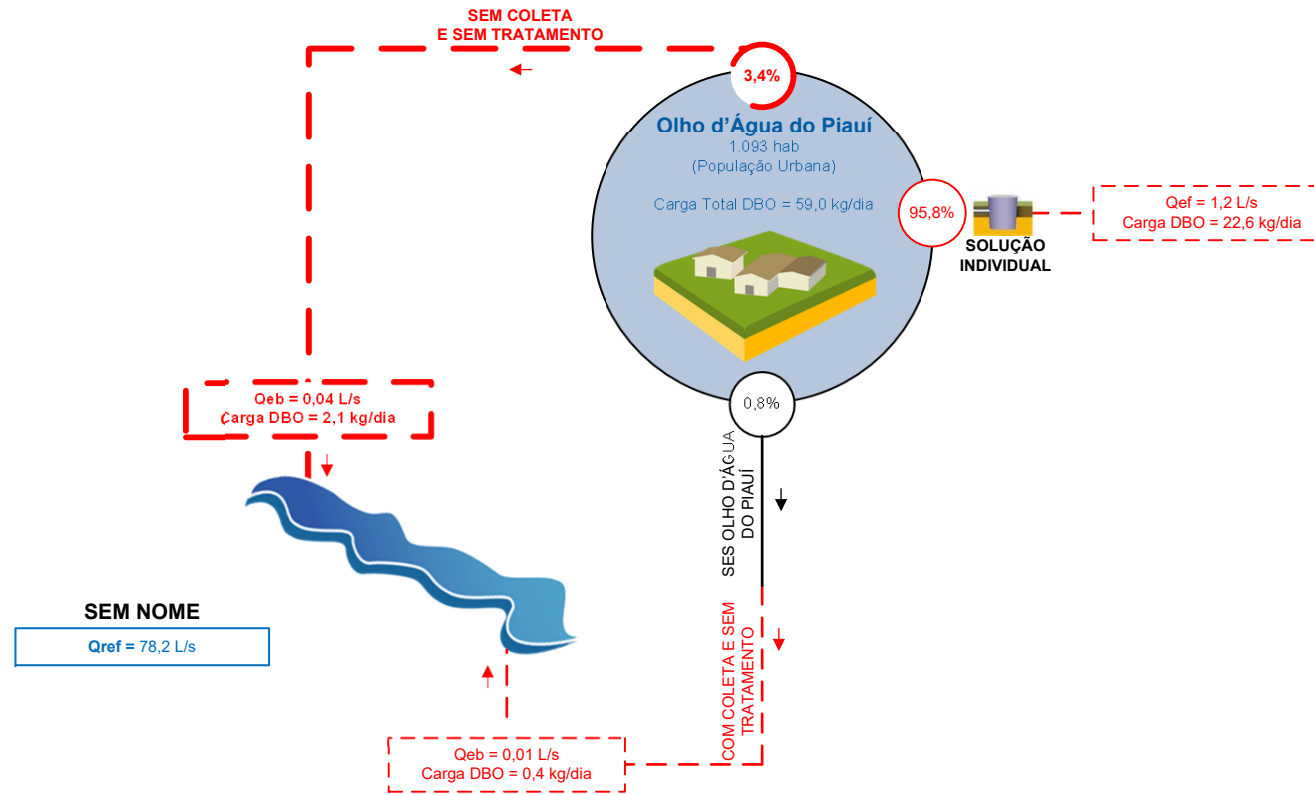 SEM COLETA
E SEM TRATAMENTO
3,4%
Olho d'Água do Piauí
1.093 hab
(População Urbana)
Carga Total DBO = 59,0 kg/dia
95,8%
SOLUÇÃO
INDIVIDUAL
Qef = 1,2 L/s
Carga DBO = 22,6 kg/dia
0,8%
Qeb = 0,04 L/s
Carga DBO = 2,1 kg/dia
SES OLHO D'ÁGUA
DO PIAUÍ
COM COLETA E SEM
TRATAMENTO
SEM NOME
Qref = 78,2 L/s
Qeb = 0,01 L/s
Carga DBO = 0,4 kg/dia